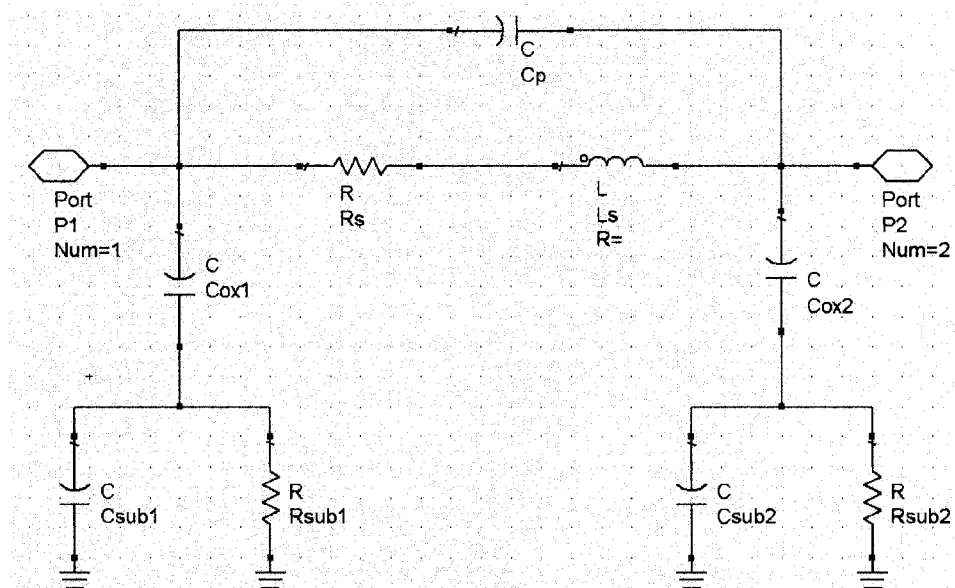 C
Cp
Port
P1
Num=1
R
Rs
L
Ls
R=
Port
P2
Num=2
C
Cox1
C
Cox2
C
Csub1
R
Rsub1
C
Csub2
R
Rsub2